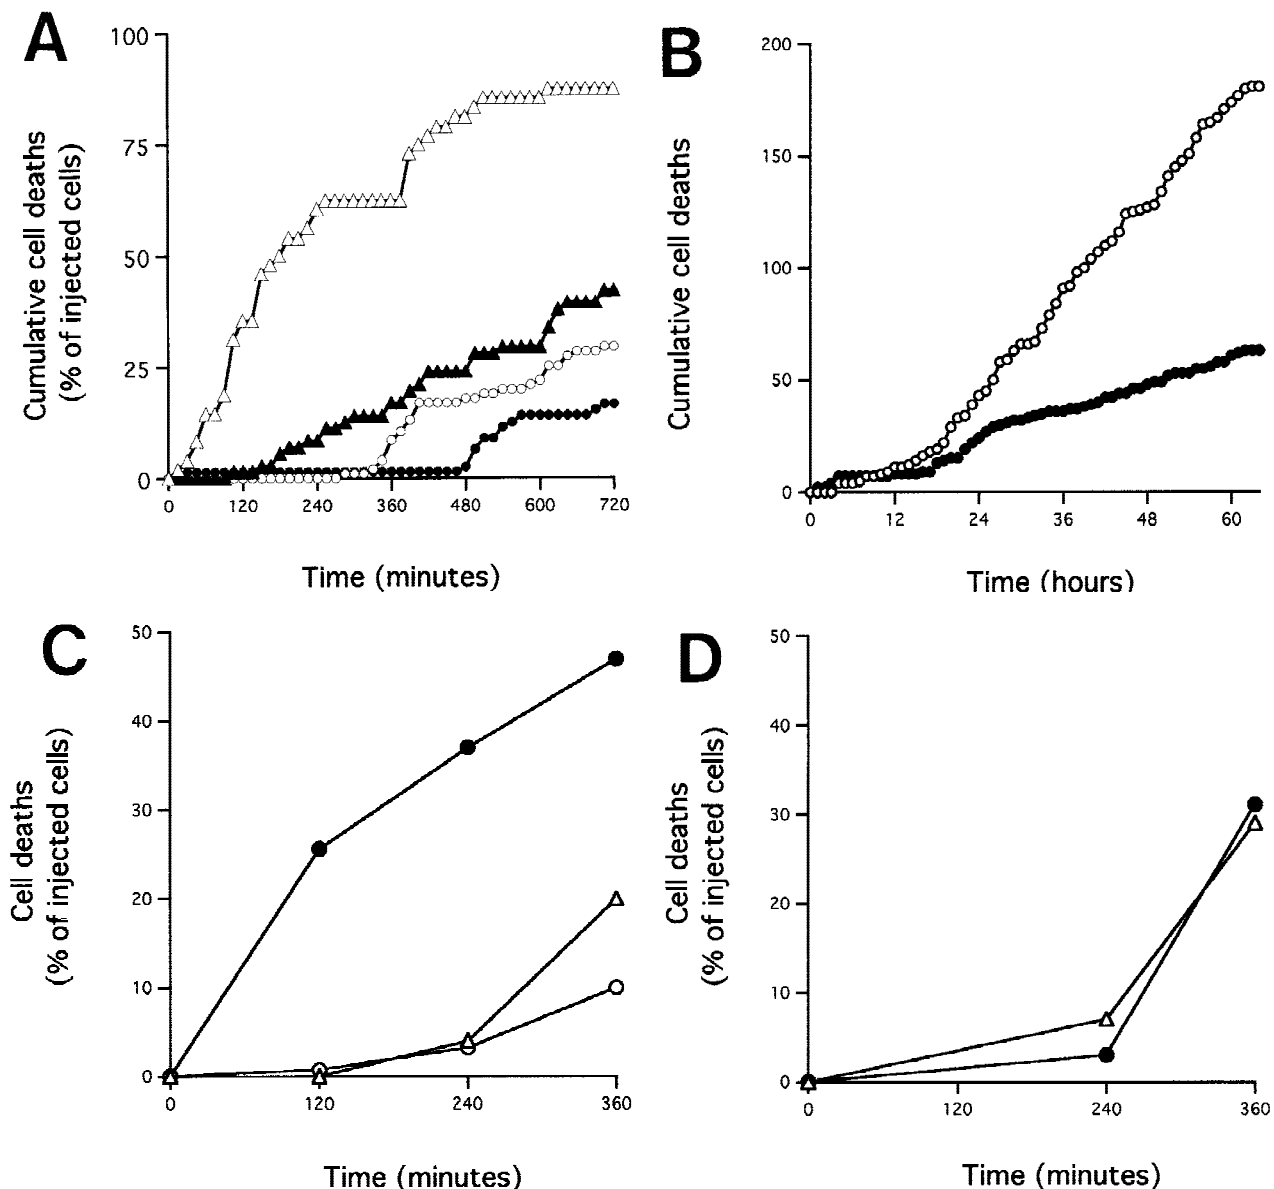 A
Cumulative cell deaths
(% of injected cells)
100
75
50
25
0
0 120 240 360 480 600 720
Time (minutes)
B
Cumulative cell deaths
200
150
100
50
0
0 12 24 36 48 60
Time (hours)
C
Cell deaths
(% of injected cells)
50
40
30
20
10
0
0 120 240 360
Time (minutes)
D
Cell deaths
(% of injected cells)
50
40
30
20
10
0
0 120 240 360
Time (minutes)